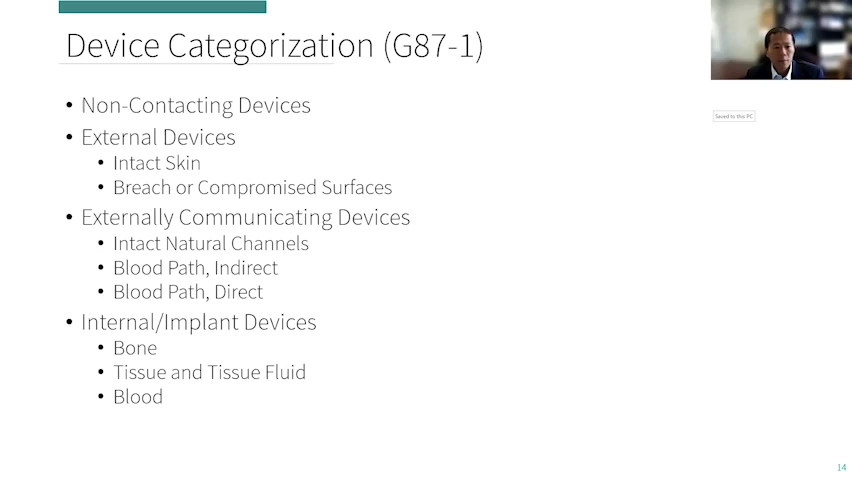 Device Categorization (G87-1)
• Non-Contacting Devices
• External Devices
• Intact Skin
• Breach or Compromised Surfaces
• Externally Communicating Devices
• Intact Natural Channels
• Blood Path, Indirect
• Blood Path, Direct
• Internal/Implant Devices
• Bone
• Tissue and Tissue Fluid
• Blood
Saved to this PC
14